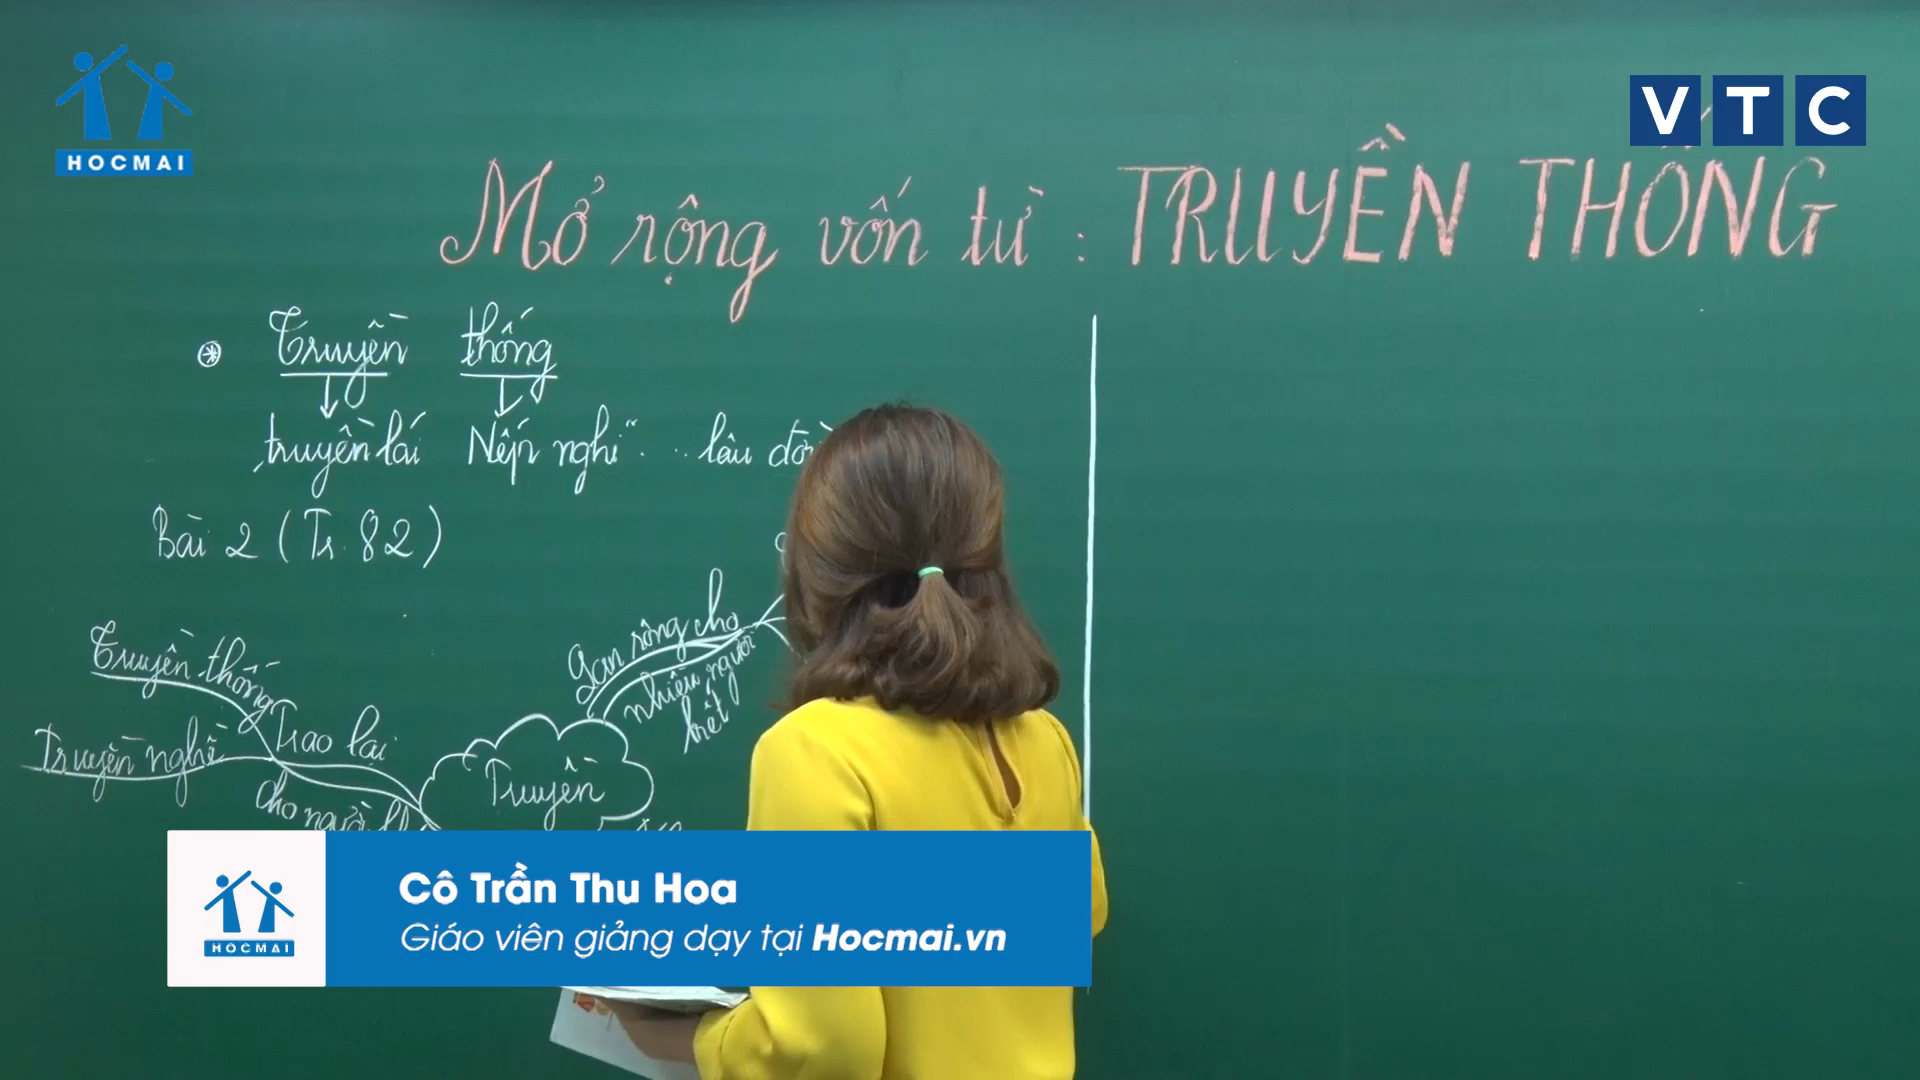 HOCMAI
VTC
Mở rộng vốn từ : TRUYỀN THỐNG
Truyền thống
truyền lái Nếp nghĩ ... lâu đời
Bài 2 (Tr. 82)
Truyền thống
Truyền nghề
Trao lại
cho người
gan rộng cho
nhiều người
biết
Truyền
Cô Trần Thu Hoa
Giáo viên giảng dạy tại Hocmai.vn
HOCMAI